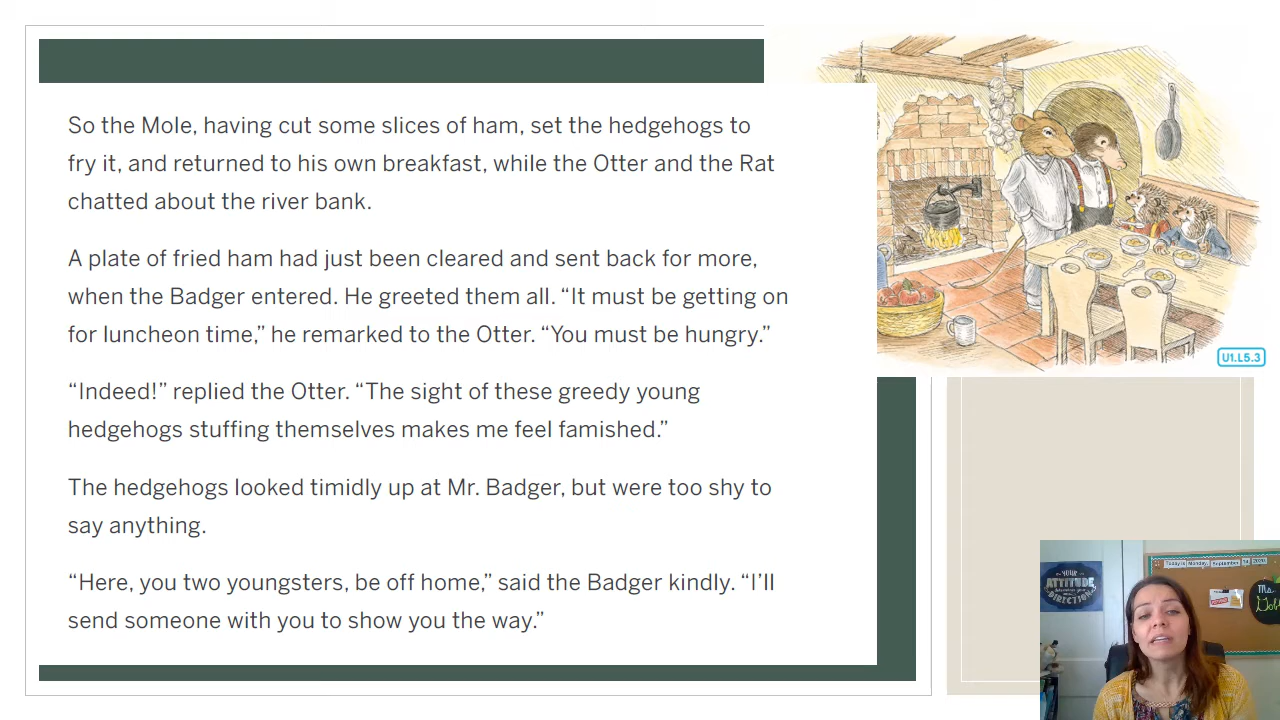 So the Mole, having cut some slices of ham, set the hedgehogs to
fry it, and returned to his own breakfast, while the Otter and the Rat
chatted about the river bank.
A plate of fried ham had just been cleared and sent back for more,
when the Badger entered. He greeted them all. “It must be getting on
for luncheon time,” he remarked to the Otter. “You must be hungry.”
“Indeed!” replied the Otter. “The sight of these greedy young
hedgehogs stuffing themselves makes me feel famished.”
The hedgehogs looked timidly up at Mr. Badger, but were too shy to
say anything.
“Here, you two youngsters, be off home,” said the Badger kindly. “I’ll
send someone with you to show you the way.”
U1.L5.3
YOUR
ATTITUDE
DIRECTION
Today is Monday, September
Ms.